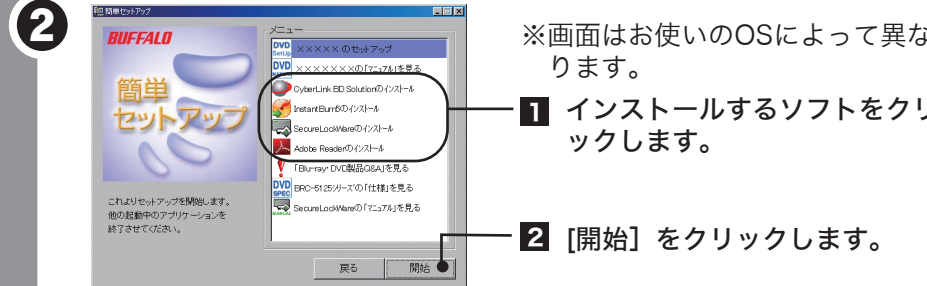 2
簡単セットアップ
BUFFALO
簡単
セットアップ
これよりセットアップを開始します。
他の起動中のアプリケーションを
終了させてください。
メニュー
DVD SetUp ×××××のセットアップ
DVD ×××××××の「マニュアル」を見る
CyberLink BD Solutionのインストール
InstantBurn5のインストール
SecureLockWareのインストール
Adobe Readerのインストール
「Blu-ray・DVD製品Q&A」を見る
DVD SPEC BRC-5125シリーズの「仕様」を見る
SecureLockWareの「マニュアル」を見る
戻る
開始
※画面はお使いのOSによって異な
ります。
1 インストールするソフトをクリ
ックします。
2 [開始］をクリックします。